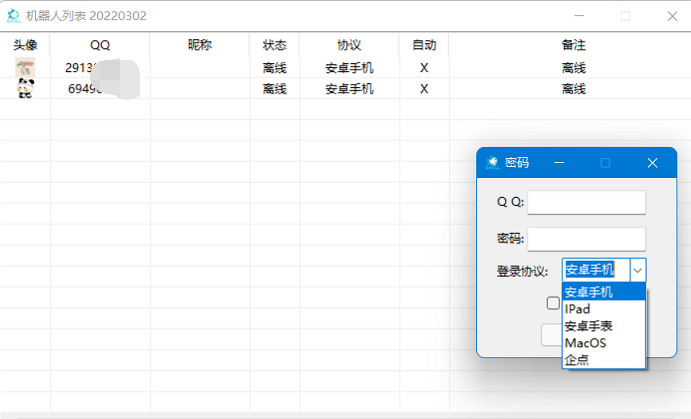 机器人列表 20220302
头像 QQ 昵称 状态 协议 自动 备注
2913 离线 安卓手机 X 离线
6949 离线 安卓手机 X 离线
密码
Q Q:
密码:
登录协议: 安卓手机
安卓手机
IPad
安卓手表
MacOS
企点